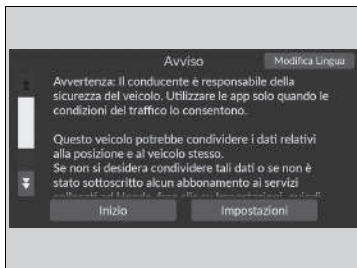 Avviso
Modifica Lingua
Avvertenza: Il conducente è responsabile della
sicurezza del veicolo. Utilizzare le app solo quando le
condizioni del traffico lo consentono.
Questo veicolo potrebbe condividere i dati relativi
alla posizione e al veicolo stesso.
Se non si desidera condividere tali dati o se non è
stato sottoscritto alcun abbonamento ai servizi
Inizio
Impostazioni